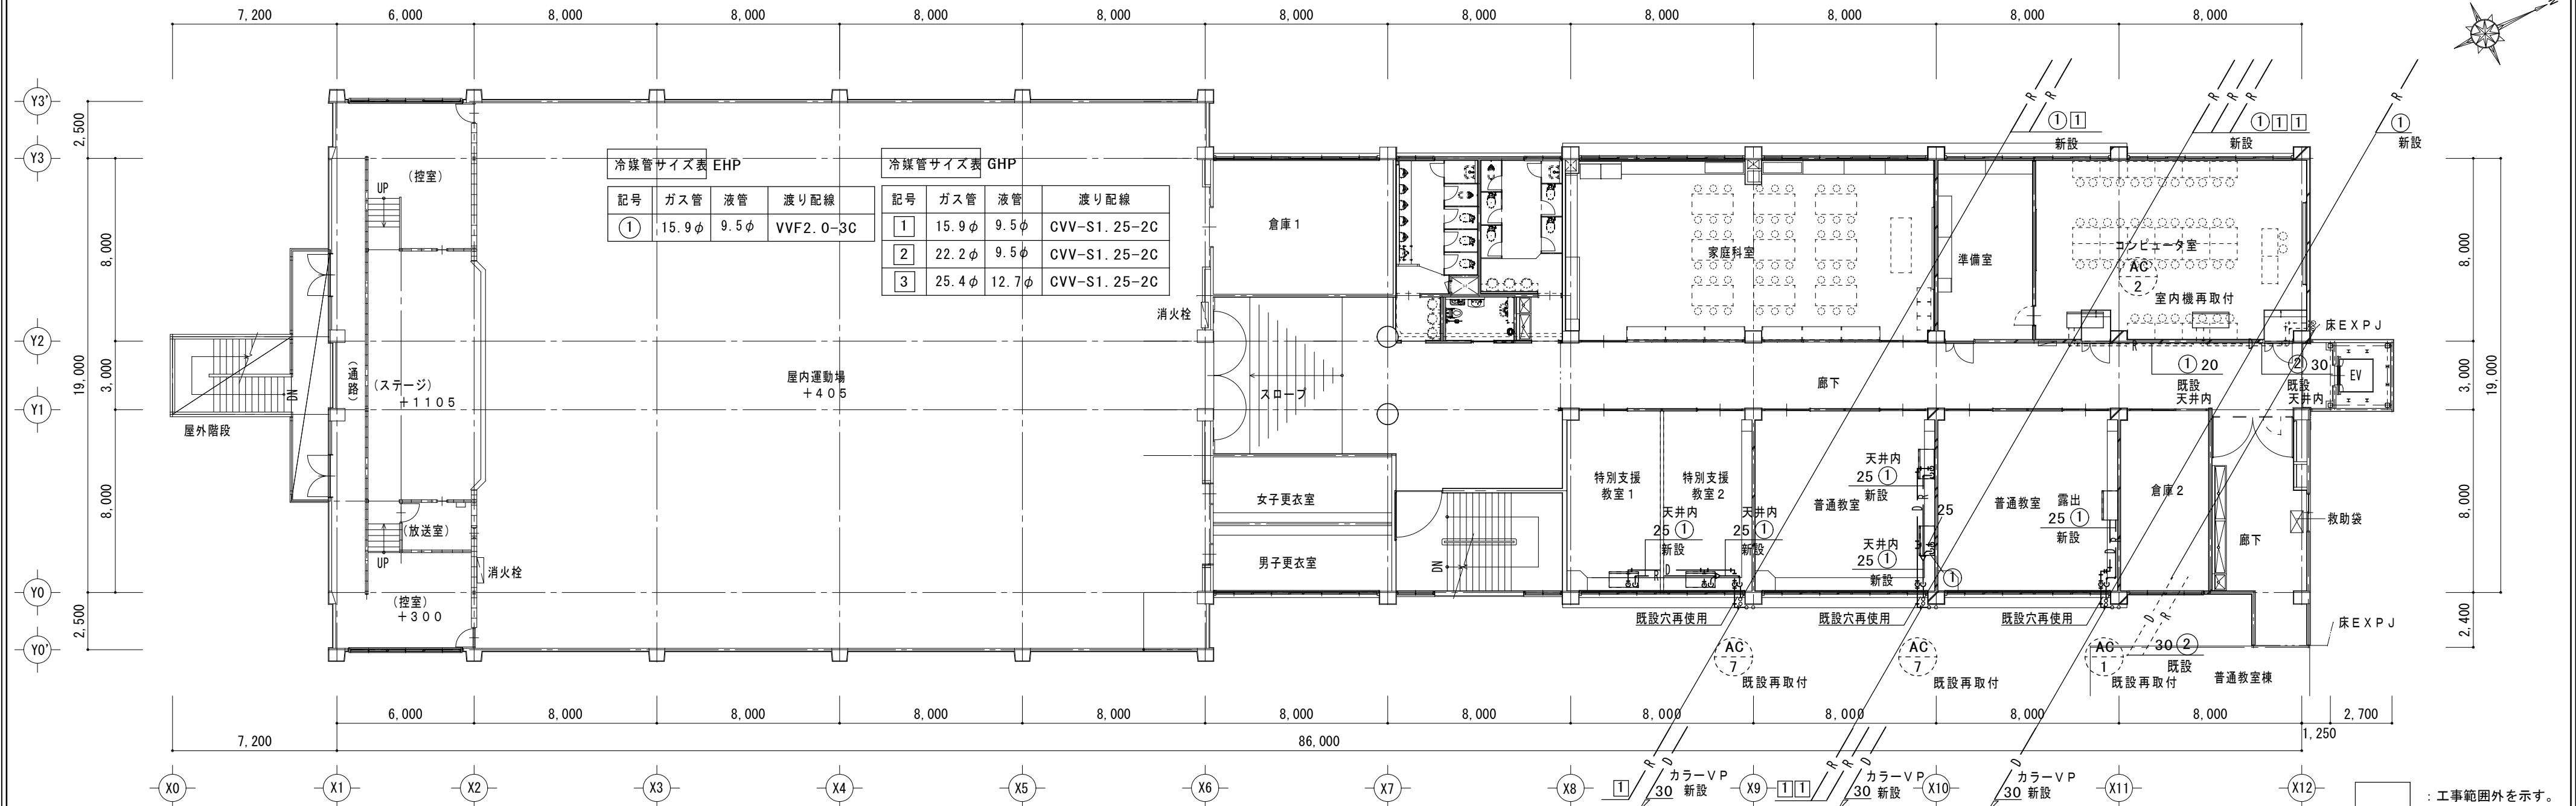 7,200 6,000 8,000 8,000 8,000 8,000 8,000 8,000 8,000 8,000 8,000 8,000
N
Y3'
2,500
Y3
8,000
Y2
19,000
3,000
Y1
8,000
Y0
2,500
Y0'
R R
①1
新設
R R R
①11
新設
R
①
新設
冷媒管サイズ表 EHP
記号 ガス管 液管 渡り配線
① 15.9φ 9.5φ VVF2.0-3C
冷媒管サイズ表 GHP
記号 ガス管 液管 渡り配線
1 15.9φ 9.5φ CVV-S1.25-2C
2 22.2φ 9.5φ CVV-S1.25-2C
3 25.4φ 12.7φ CVV-S1.25-2C
(控室)
UP
(通路)
(ステージ)
+1105
DN
屋外階段
(放送室)
UP
消火栓
(控室)
+300
屋内運動場
+405
倉庫1
消火栓
スロープ
女子更衣室
男子更衣室
DN
家庭科室
準備室
コンピュータ室
AC
2
室内機再取付
床EXPJ
R D
①20
既設
天井内
②30
既設
天井内
EV
廊下
特別支援
教室1
特別支援
教室2
天井内
25①
新設
天井内
25①
新設
R D
普通教室
天井内
25①
新設
D R
25
天井内
25①
新設
①
普通教室
露出
25①
新設
D R
倉庫2
廊下
救助袋
8,000
3,000
19,000
8,000
2,400
既設穴再使用
既設穴再使用
既設穴再使用
AC
7
既設再取付
AC
7
既設再取付
AC
1
既設再取付
D R
30②
既設
床EXPJ
普通教室棟
6,000 8,000 8,000 8,000 8,000 8,000 8,000 8,000 8,000 8,000 8,000 2,700
7,200 86,000 1,250
X0 X1 X2 X3 X4 X5 X6 X7 X8 X9 X10 X11 X12
1
R D
カラーVP
30 新設
11
R R D
カラーVP
30 新設
D
カラーVP
30 新設
：工事範囲外を示す。